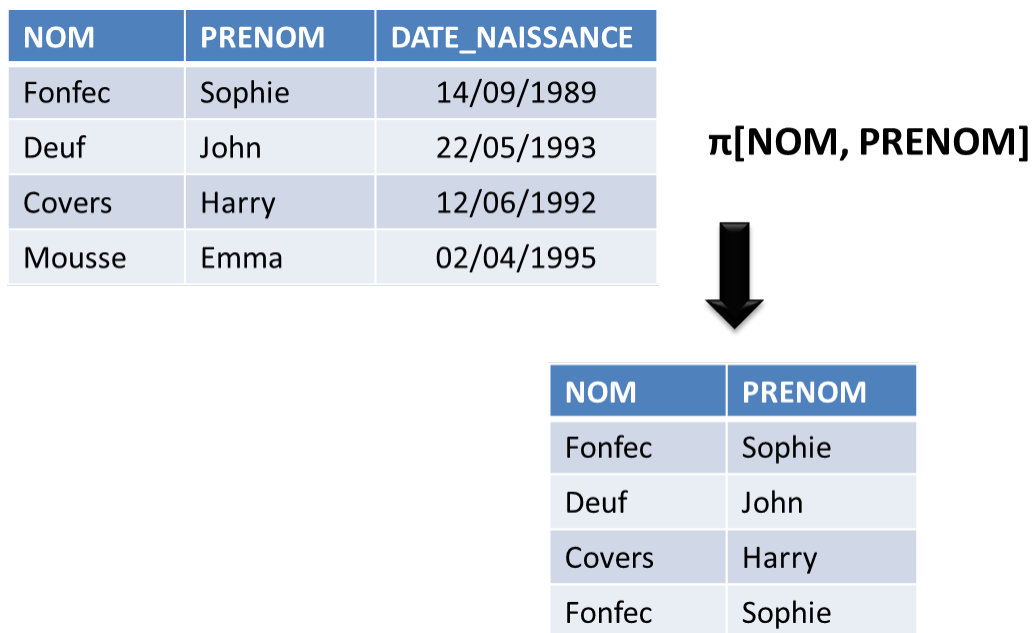 NOM PRENOM DATE_NAISSANCE
Fonfec Sophie 14/09/1989
Deuf John 22/05/1993
Covers Harry 12/06/1992
Mousse Emma 02/04/1995
π[NOM, PRENOM]
NOM PRENOM
Fonfec Sophie
Deuf John
Covers Harry
Fonfec Sophie